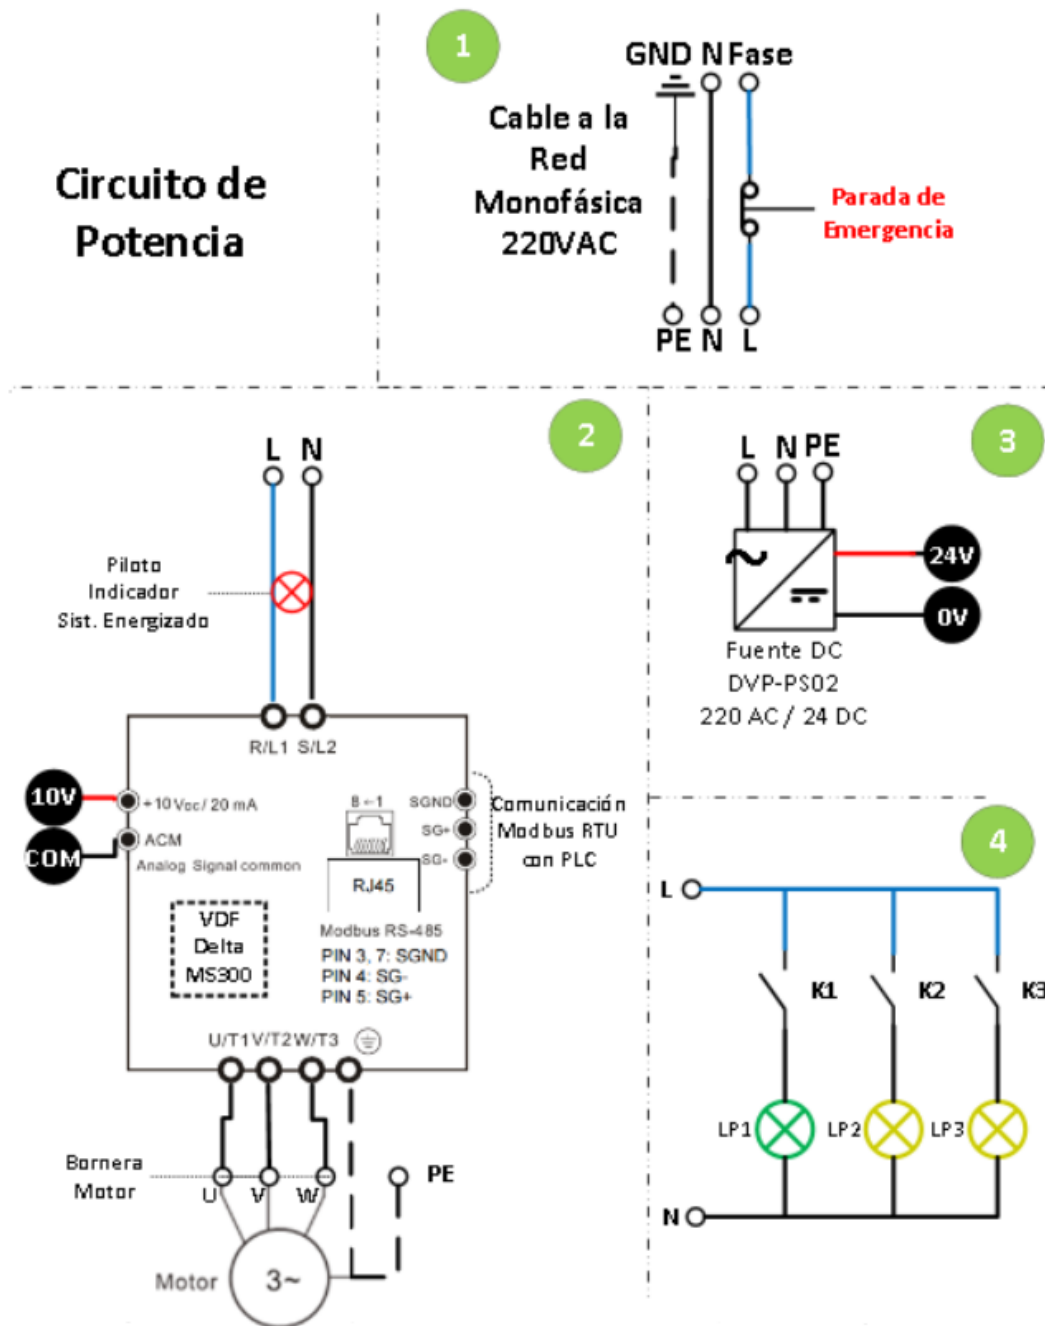 Circuito de
Potencia
1
GND N Fase
Cable a la
Red
Monofásica
220VAC
Parada de
Emergencia
PE N L
2
L N
Piloto
Indicador
Sist. Energizado
R/L1 S/L2
10V
+10 VDC/ 20 mA
COM
ACM
Analog Signal common
8←1
RJ45
SGND
SG+
SG-
Comunicación
Modbus RTU
con PLC
VDF
Delta
MS300
Modbus RS-485
PIN 3, 7: SGND
PIN 4: SG-
PIN 5: SG+
U/T1 V/T2 W/T3
Bornera
Motor
U V W
PE
Motor
3~
3
L N PE
24V
0V
Fuente DC
DVP-PS02
220 AC / 24 DC
4
L
K1 K2 K3
LP1 LP2 LP3
N